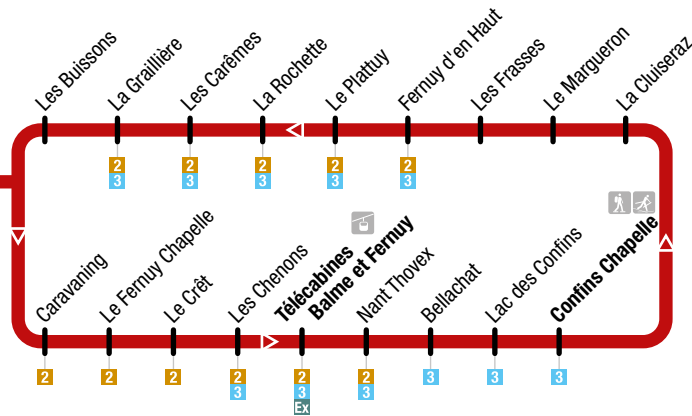 Les Buissons
La Graillière
Les Carêmes
La Rochette
Le Plattuy
Fernuy d'en Haut
Les Frasses
Le Margueron
La Cluiseraz
2
3
2
3
2
3
2
3
2
3
Caravaning
Le Fernuy Chapelle
Le Crêt
Les Chenons
Télécabines
Balme et Fernuy
Nant Thovex
Bellachat
Lac des Confins
Confins Chapelle
2
2
2
2
3
2
3
Ex
2
3
3
3
3